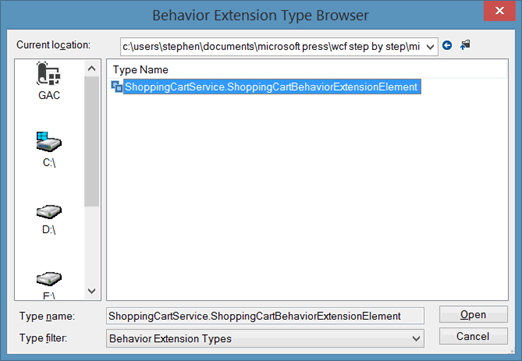 Behavior Extension Type Browser
Current location: c:\users\stephen\documents\microsoft press\wcf step by step\mi
GAC
C:\
D:\
E:\
Type Name
ShoppingCartService.ShoppingCartBehaviorExtensionElement
Type name: ShoppingCartService.ShoppingCartBehaviorExtensionElement Open
Type filter: Behavior Extension Types Cancel